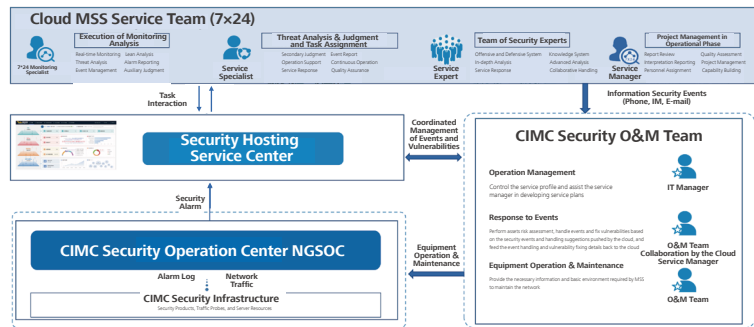 Cloud MSS Service Team (7×24)
7*24 Monitoring
Specialist
Execution of Monitoring
Analysis
Real-time Monitoring Lean Analysis
Threat Analysis Alarm Reporting
Event Management Auxiliary Judgment
Service
Specialist
Threat Analysis & Judgment
and Task Assignment
Secondary Judgment Event Report
Operation Support Continuous Operation
Service Response Quality Assurance
Service
Expert
Team of Security Experts
Offensive and Defensive System Knowledge System
In-depth Analysis Advanced Analysis
Service Response Collaborative Handling
Service
Manager
Project Management in
Operational Phase
Report Review Quality Assessment
Interpretation Reporting Project Management
Personnel Assignment Capability Building
Task
Interaction
Information Security Events
(Phone, IM, E-mail)
Security Hosting
Service Center
Coordinated
Management
of Events and
Vulnerabilities
CIMC Security O&M Team
Operation Management
Control the service profile and assist the service
manager in developing service plans
IT Manager
Response to Events
Perform assets risk assessment, handle events and fix vulnerabilities based
on the security events and handling suggestions pushed by the cloud, and
feed the event handling and vulnerability fixing details back to the cloud
O&M Team
Collaboration by the Cloud
Service Manager
Equipment Operation & Maintenance
Provide the necessary information and basic environment required by MSS
to maintain the network
O&M Team
Security
Alarm
CIMC Security Operation Center NGSOC
Equipment
Operation &
Maintenance
Alarm Log
Network
Traffic
CIMC Security Infrastructure
Security Products, Traffic Probes, and Server Resources